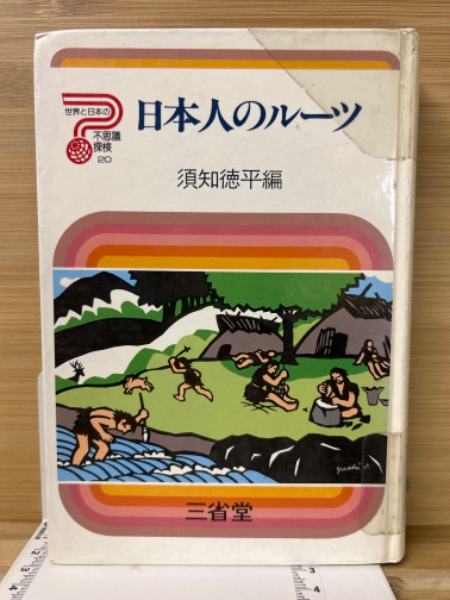 世界と日本の
不思議
探検
20
日本人のルーツ
須知徳平編
三省堂